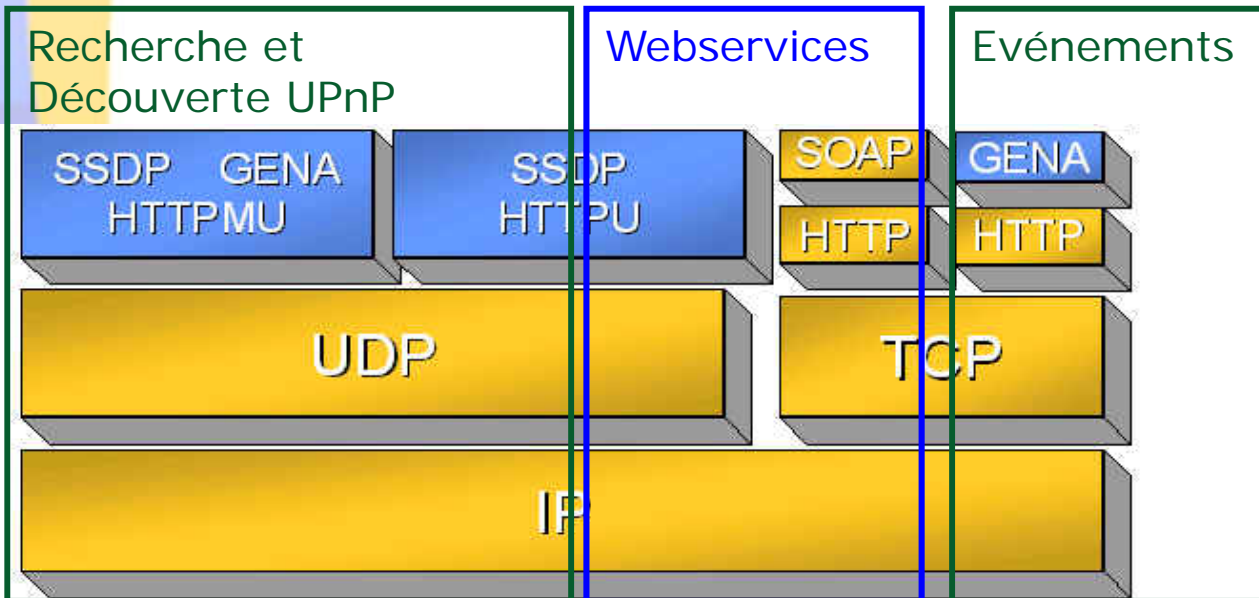 Recherche et
Découverte UPnP
Webservices
Evénements
SSDP GENA
HTTPMU
SSDP
HTTPU
SOAP
GENA
HTTP
HTTP
UDP
TCP
IP